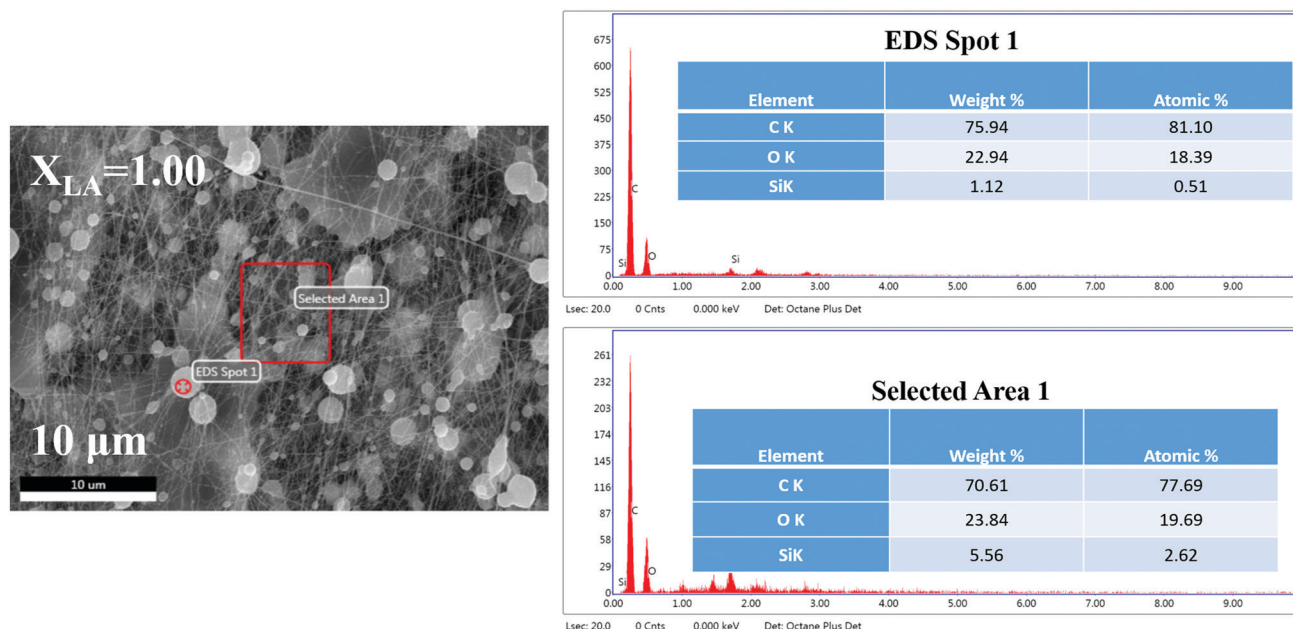 X_LA=1.00
Selected Area 1
EDS Spot 1
10 μm
10 um
EDS Spot 1
675
600
525
450
375
300
225
150
75
0
Element Weight % Atomic %
C K 75.94 81.10
O K 22.94 18.39
SiK 1.12 0.51
C
Si O Si
0.00 1.00 2.00 3.00 4.00 5.00 6.00 7.00 8.00 9.00
Lsec: 20.0 0 Cnts 0.000 keV Det: Octane Plus Det
Selected Area 1
261
232
203
174
145
116
87
58
29
0
Element Weight % Atomic %
C K 70.61 77.69
O K 23.84 19.69
SiK 5.56 2.62
C
Si O
0.00 1.00 2.00 3.00 4.00 5.00 6.00 7.00 8.00 9.00
Lsec: 20.0 0 Cnts 0.000 keV Det: Octane Plus Det